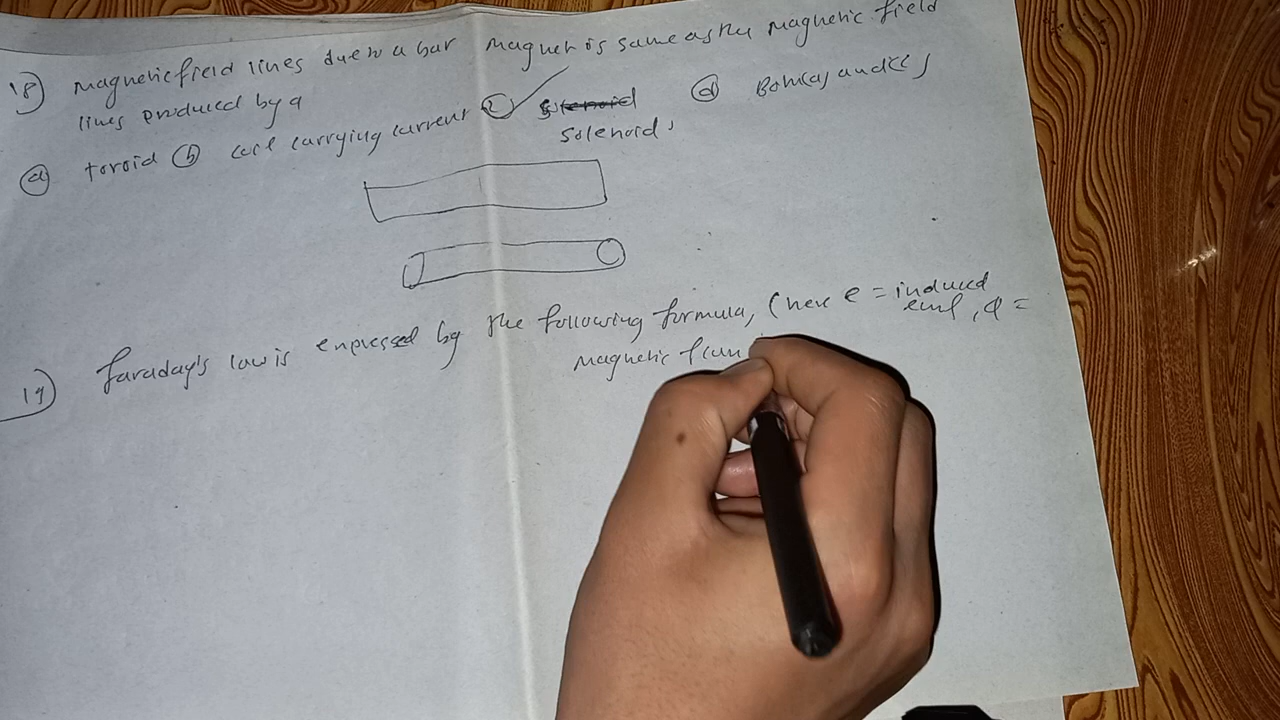 18) Magnetic field lines due to a bar magnet is same as the magnetic field
lines produced by a
(a) toroid (b) coil carrying current (c) solenoid (d) Both (a) and (c)
solenoid,
19) faraday's law is expressed by the following formula, (here e = induced
emf, φ =
magnetic flux